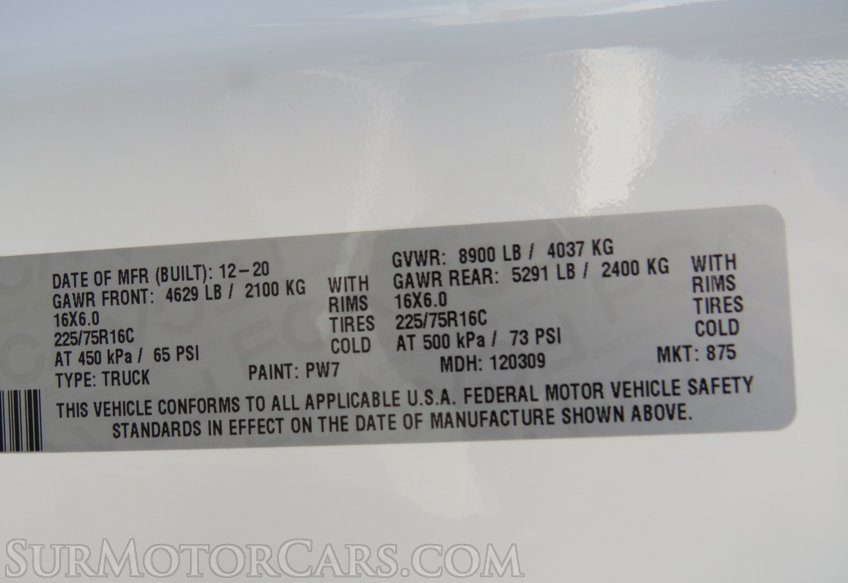 DATE OF MFR (BUILT): 12-20
GAWR FRONT: 4629 LB / 2100 KG WITH
16X6.0 RIMS
225/75R16C TIRES
AT 450 kPa / 65 PSI COLD
TYPE: TRUCK PAINT: PW7
GVWR: 8900 LB / 4037 KG
GAWR REAR: 5291 LB / 2400 KG WITH
16X6.0 RIMS
225/75R16C TIRES
AT 500 kPa / 73 PSI COLD
MDH: 120309 MKT: 875
THIS VEHICLE CONFORMS TO ALL APPLICABLE U.S.A. FEDERAL MOTOR VEHICLE SAFETY
STANDARDS IN EFFECT ON THE DATE OF MANUFACTURE SHOWN ABOVE.
SURMOTORCARS.COM